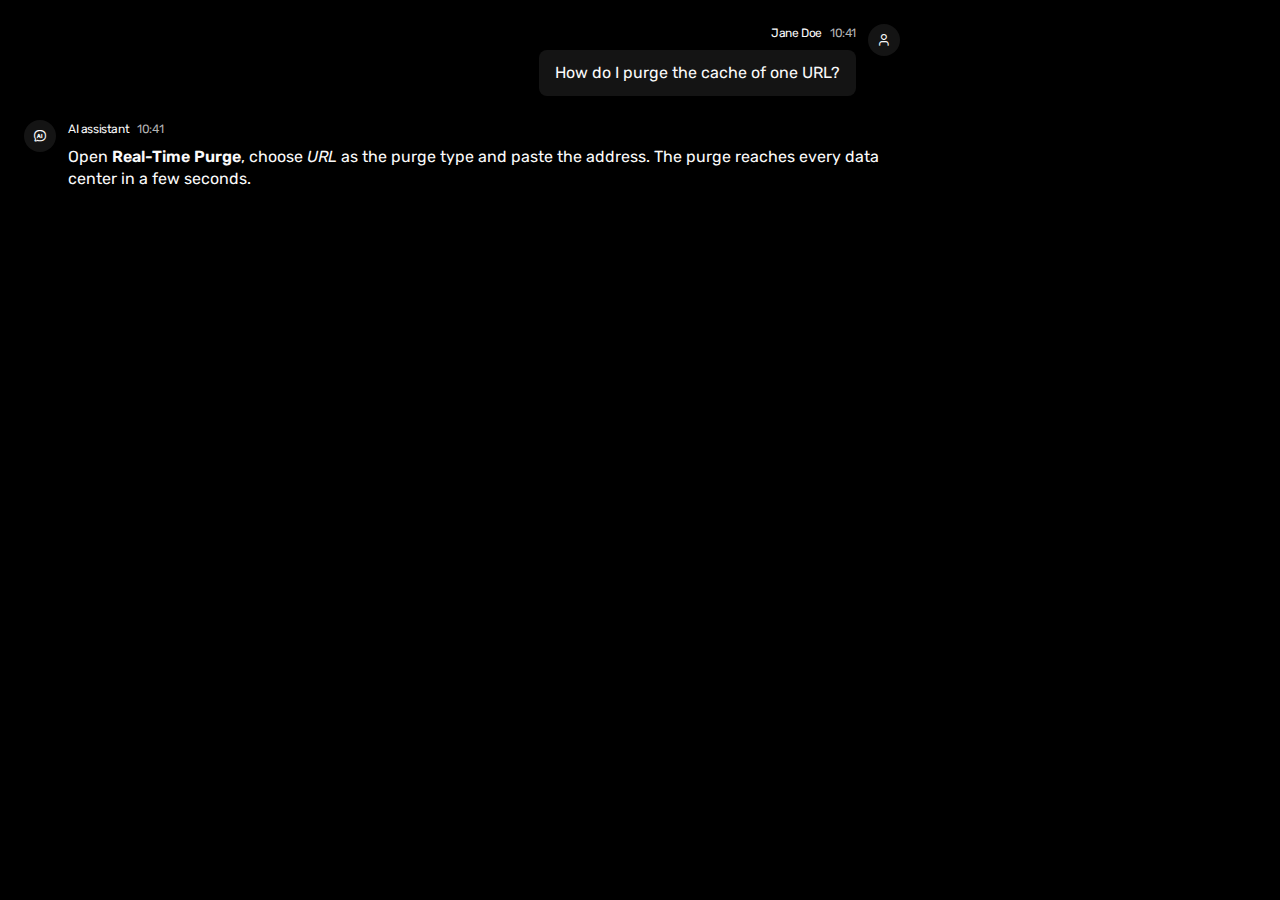 Jane Doe 10:41
How do I purge the cache of one URL?
AI
AI assistant 10:41
Open Real-Time Purge, choose URL as the purge type and paste the address. The purge reaches every data
center in a few seconds.